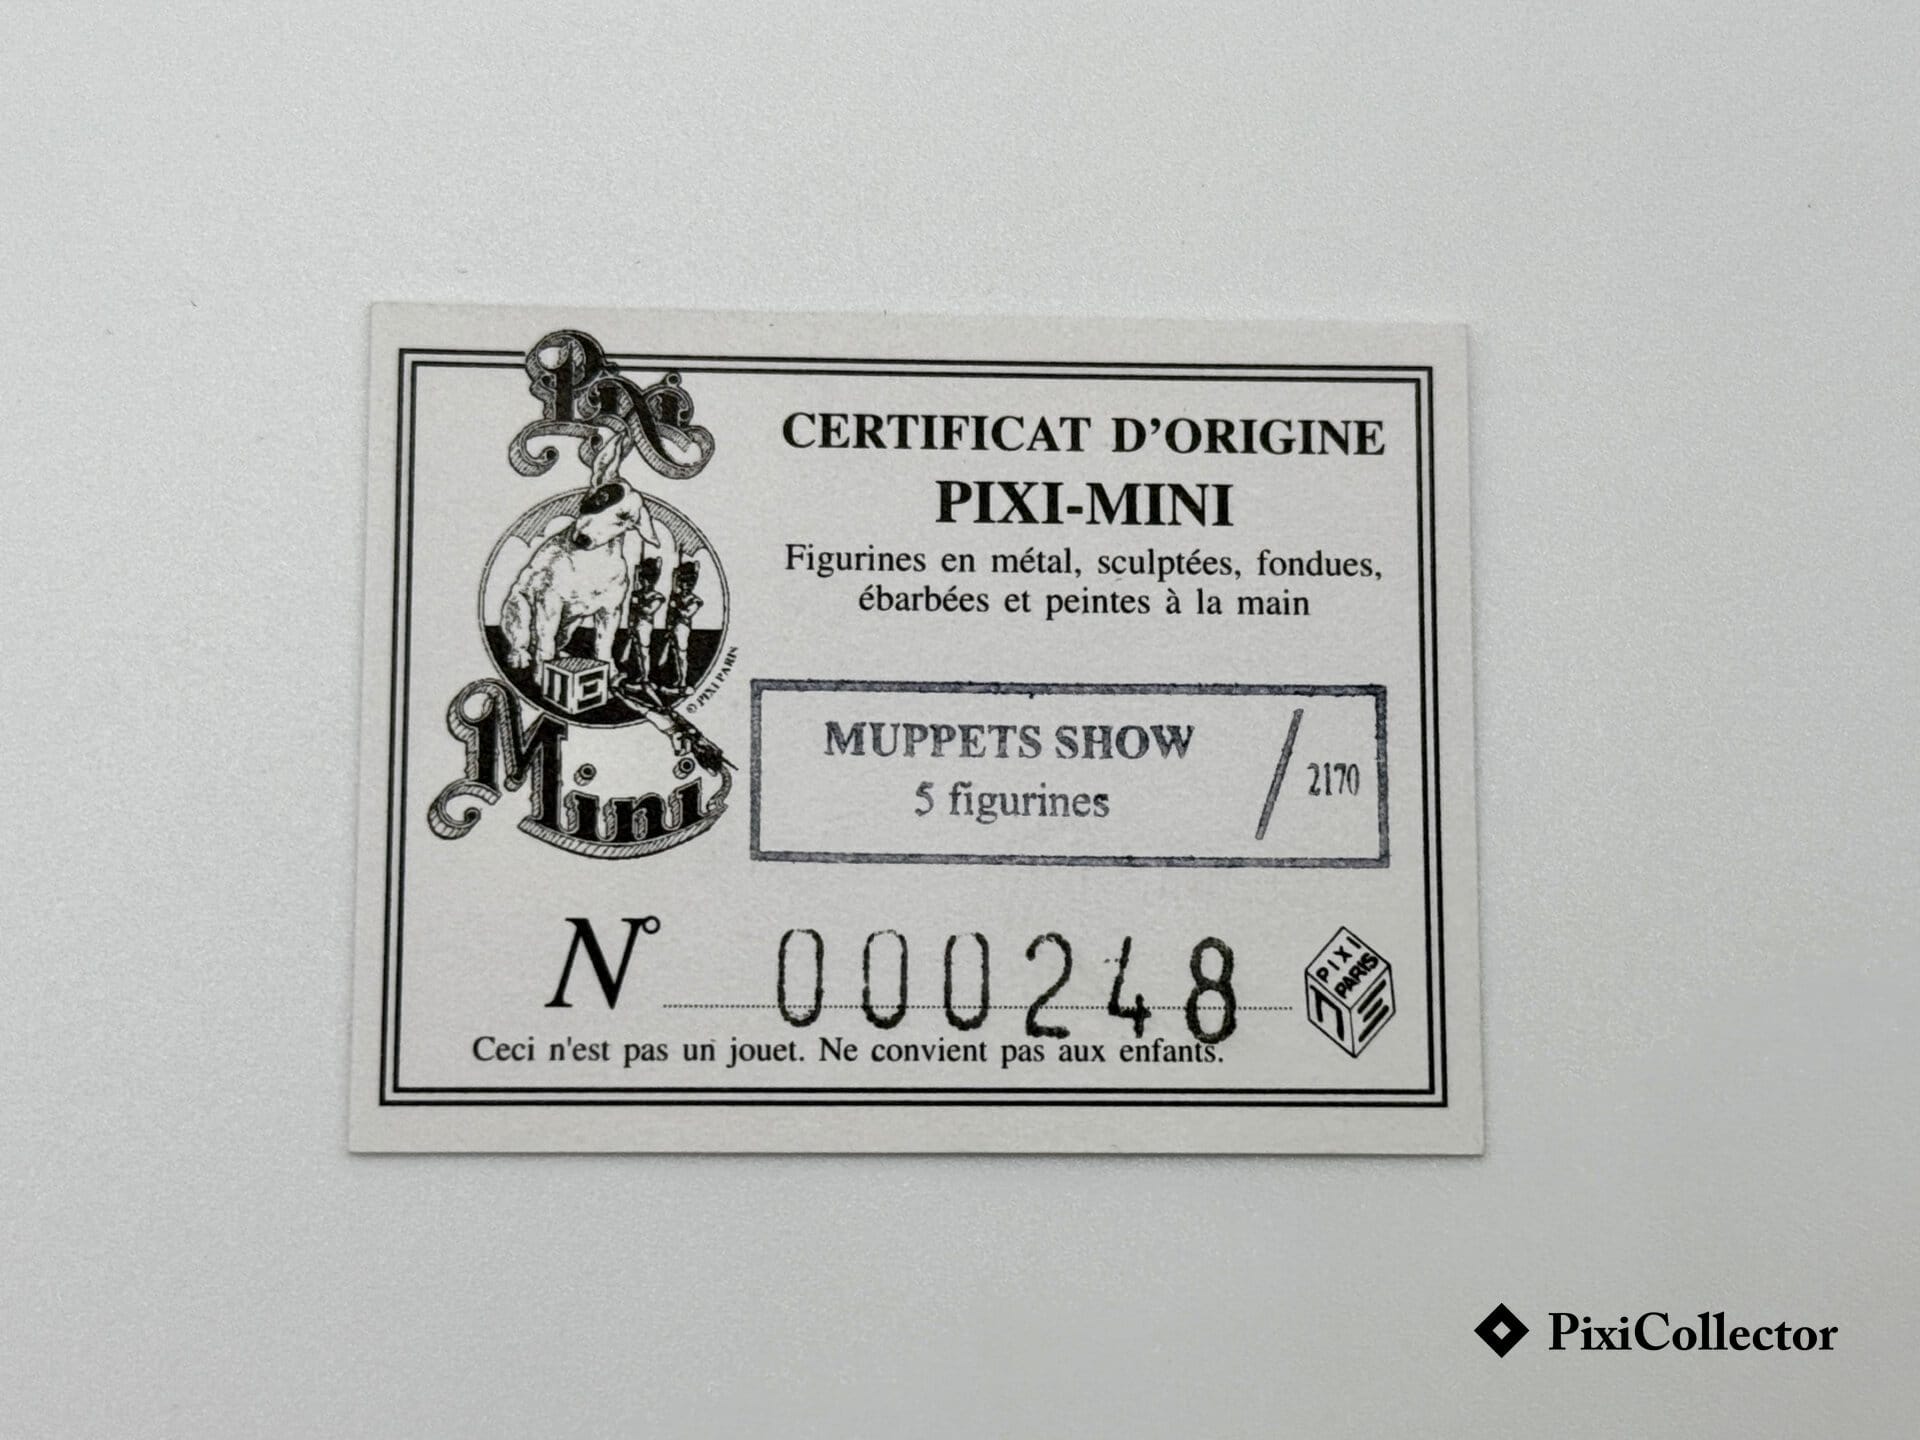 Pixi
Mini
© PIXI PARIS
CERTIFICAT D’ORIGINE
PIXI-MINI
Figurines en métal, sculptées, fondues,
ébarbées et peintes à la main
MUPPETS SHOW
5 figurines
/ 2170
N° 000248
PIXI
PARIS
Ceci n'est pas un jouet. Ne convient pas aux enfants.
PixiCollector